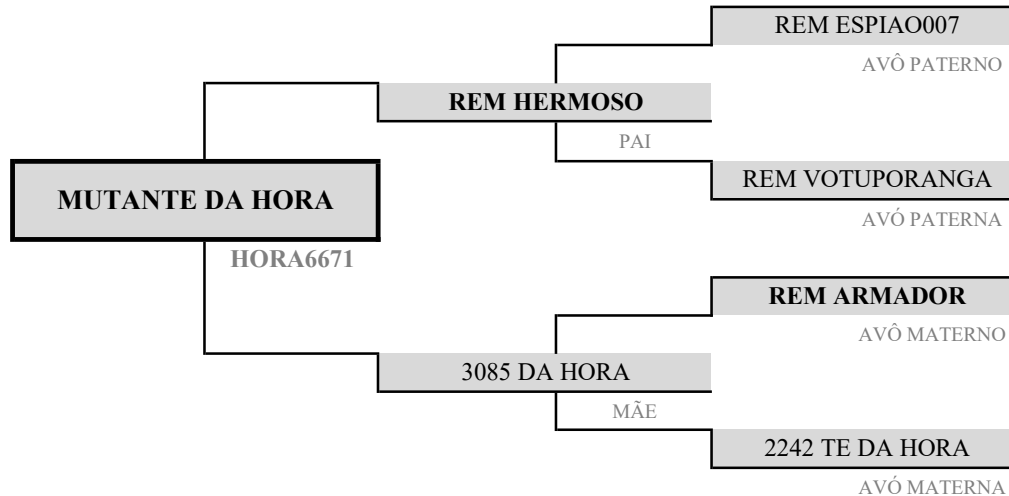 REM ESPIAO007
AVÔ PATERNO
REM HERMOSO
PAI
REM VOTUPORANGA
AVÓ PATERNA
MUTANTE DA HORA
HORA6671
REM ARMADOR
AVÔ MATERNO
3085 DA HORA
MÃE
2242 TE DA HORA
AVÓ MATERNA